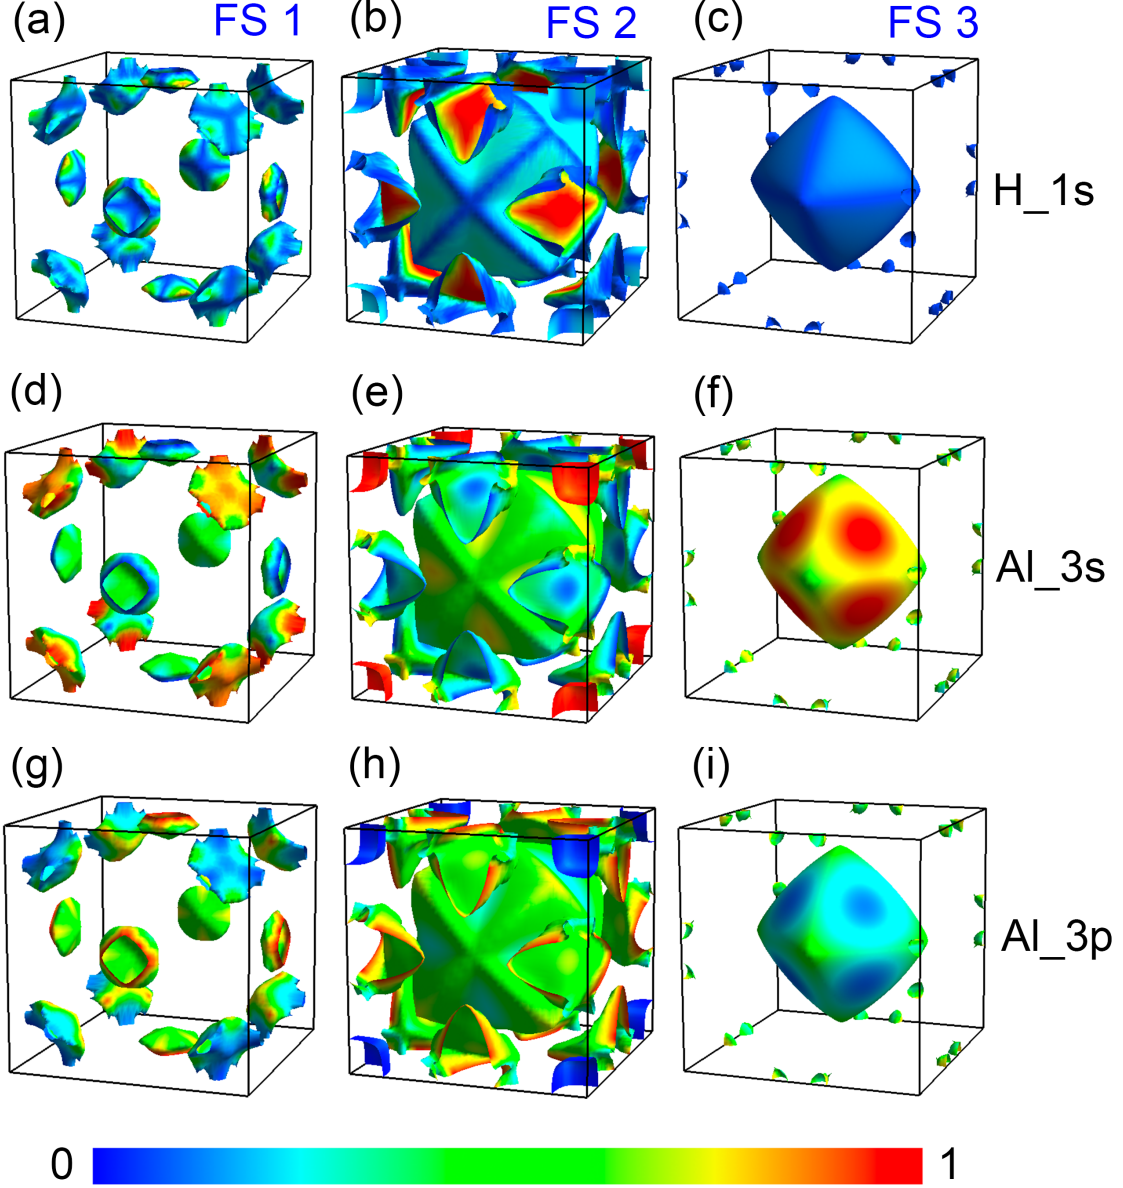 (a) FS 1 (b) FS 2 (c) FS 3
H_1s
(d) (e) (f)
Al_3s
(g) (h) (i)
Al_3p
0 1